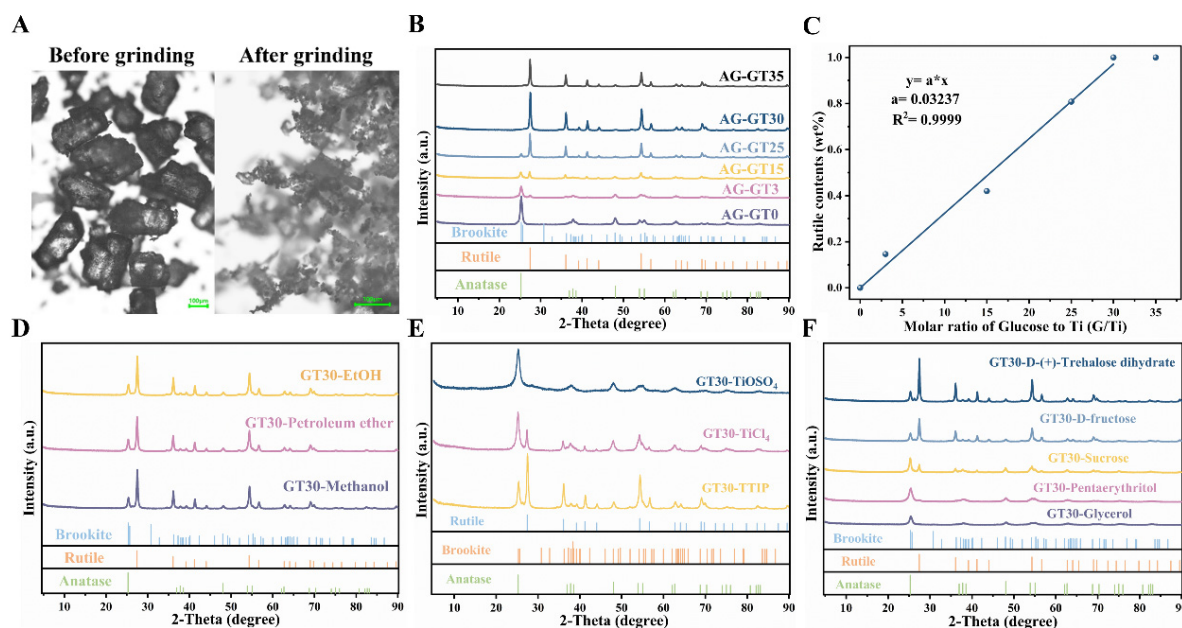 A
Before grinding
After grinding
100μm
B
AG-GT35
AG-GT30
AG-GT25
AG-GT15
AG-GT3
AG-GT0
Brookite
Rutile
Anatase
Intensity (a.u.)
10 20 30 40 50 60 70 80 90
2-Theta (degree)
C
y= a*x
a= 0.03237
R²= 0.9999
Rutile contents (wt%)
1.0
0.8
0.6
0.4
0.2
0.0
0 5 10 15 20 25 30 35
Molar ratio of Glucose to Ti (G/Ti)
D
GT30-EtOH
GT30-Petroleum ether
GT30-Methanol
Brookite
Rutile
Anatase
Intensity (a.u.)
10 20 30 40 50 60 70 80 90
2-Theta (degree)
E
GT30-TiOSO₄
GT30-TiCl₄
GT30-TTIP
Rutile
Brookite
Anatase
Intensity (a.u.)
10 20 30 40 50 60 70 80 90
2-Theta (degree)
F
GT30-D-(+)-Trehalose dihydrate
GT30-D-fructose
GT30-Sucrose
GT30-Pentaerythritol
GT30-Glycerol
Brookite
Rutile
Anatase
Intensity (a.u.)
10 20 30 40 50 60 70 80 90
2-Theta (degree)